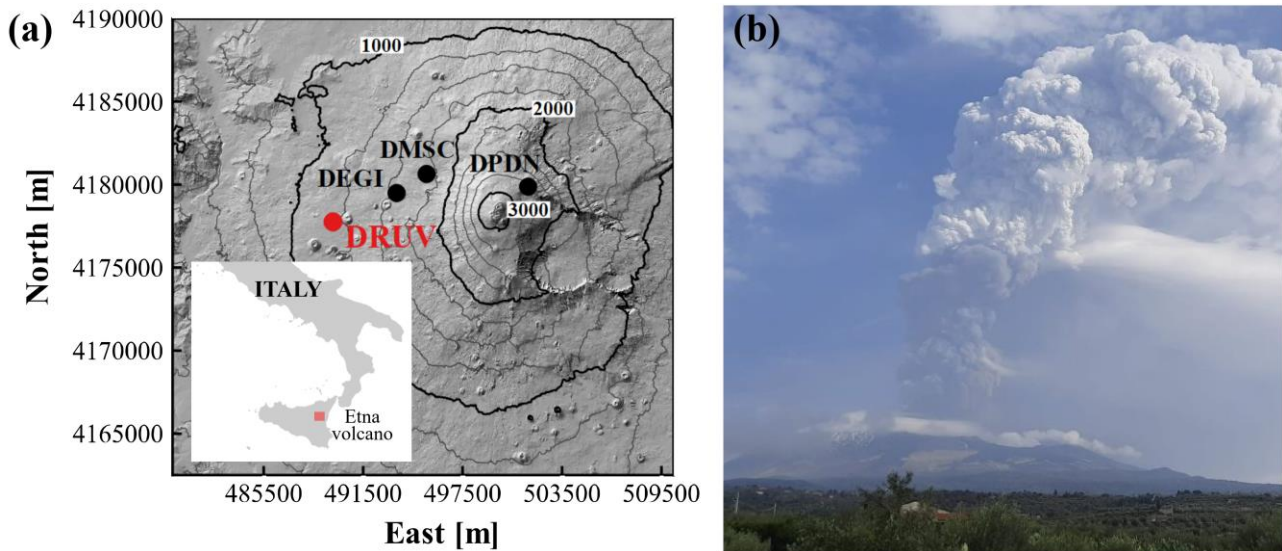 (a)
4190000
4185000
4180000
4175000
4170000
4165000
North [m]
1000
2000
3000
DMSC
DEGI
DPDN
DRUV
ITALY
Etna
volcano
485500
491500
497500
503500
509500
East [m]
(b)